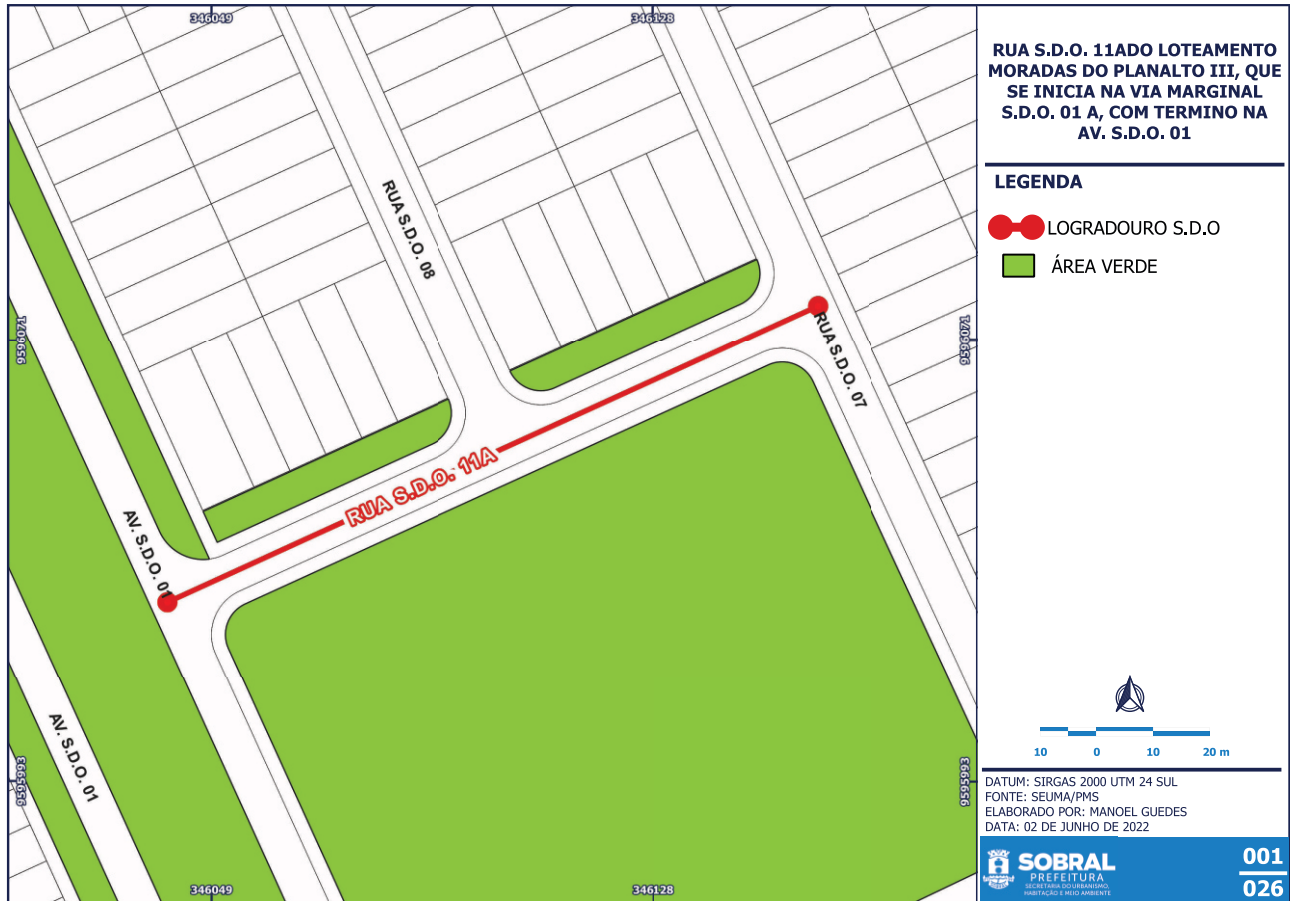 346049
346128
RUA S.D.O. 08
9596071
9596071
RUA S.D.O. 07
RUA S.D.O. 11A
AV. S.D.O. 01
AV. S.D.O. 01
9595993
9595993
346049
346128
RUA S.D.O. 11ADO LOTEAMENTO
MORADAS DO PLANALTO III, QUE
SE INICIA NA VIA MARGINAL
S.D.O. 01 A, COM TERMINO NA
AV. S.D.O. 01
LEGENDA
LOGRADOURO S.D.O
ÁREA VERDE
10 0 10 20 m
DATUM: SIRGAS 2000 UTM 24 SUL
FONTE: SEUMA/PMS
ELABORADO POR: MANOEL GUEDES
DATA: 02 DE JUNHO DE 2022
SOBRAL
PREFEITURA
SECRETARIA DO URBANISMO,
HABITAÇÃO E MEIO AMBIENTE
001
026